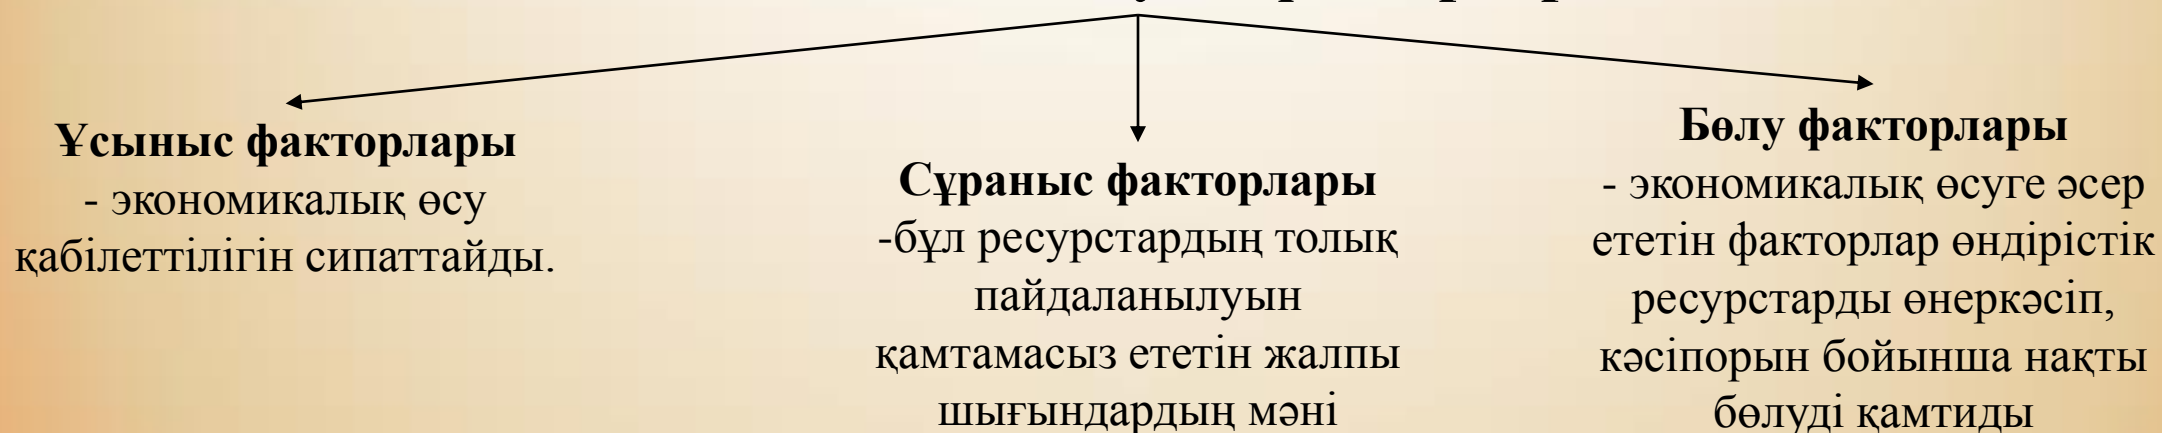 Ұсыныс факторлары
- экономикалық өсу
қабілеттілігін сипаттайды.
Сұраныс факторлары
-бұл ресурстардың толық
пайдаланылуын
қамтамасыз ететін жалпы
шығындардың мәні
Бөлу факторлары
- экономикалық өсуге әсер
ететін факторлар өндірістік
ресурстарды өнеркәсіп,
кәсіпорын бойынша нақты
бөлуді қамтиды